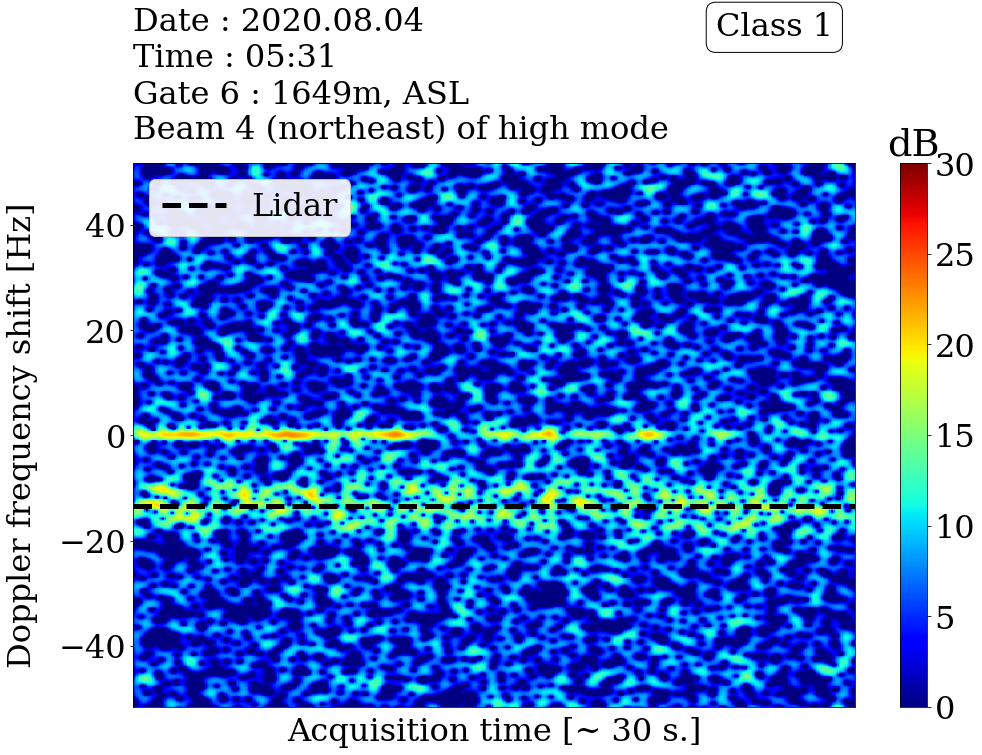 Date : 2020.08.04
Time : 05:31
Gate 6 : 1649m, ASL
Beam 4 (northeast) of high mode
Class 1
dB
Lidar
Doppler frequency shift [Hz]
40
20
0
−20
−40
30
25
20
15
10
5
0
Acquisition time [~ 30 s.]